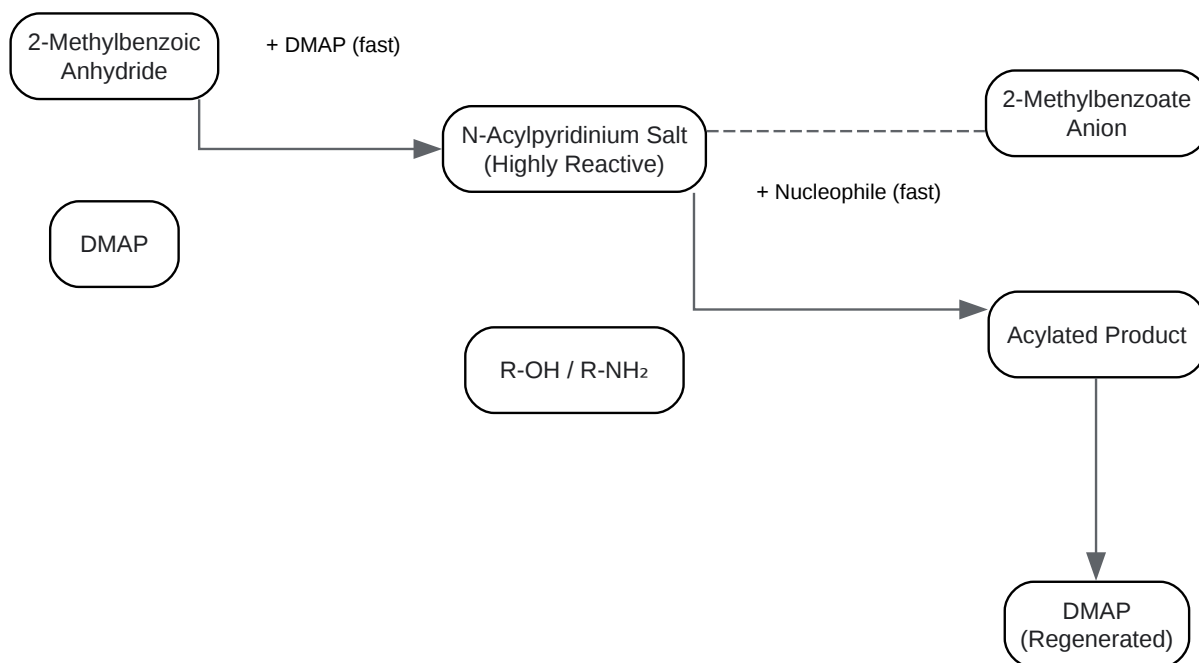 2-Methylbenzoic
Anhydride
+ DMAP (fast)
2-Methylbenzoate
Anion
N-Acylpyridinium Salt
(Highly Reactive)
+ Nucleophile (fast)
DMAP
Acylated Product
R-OH / R-NH₂
DMAP
(Regenerated)